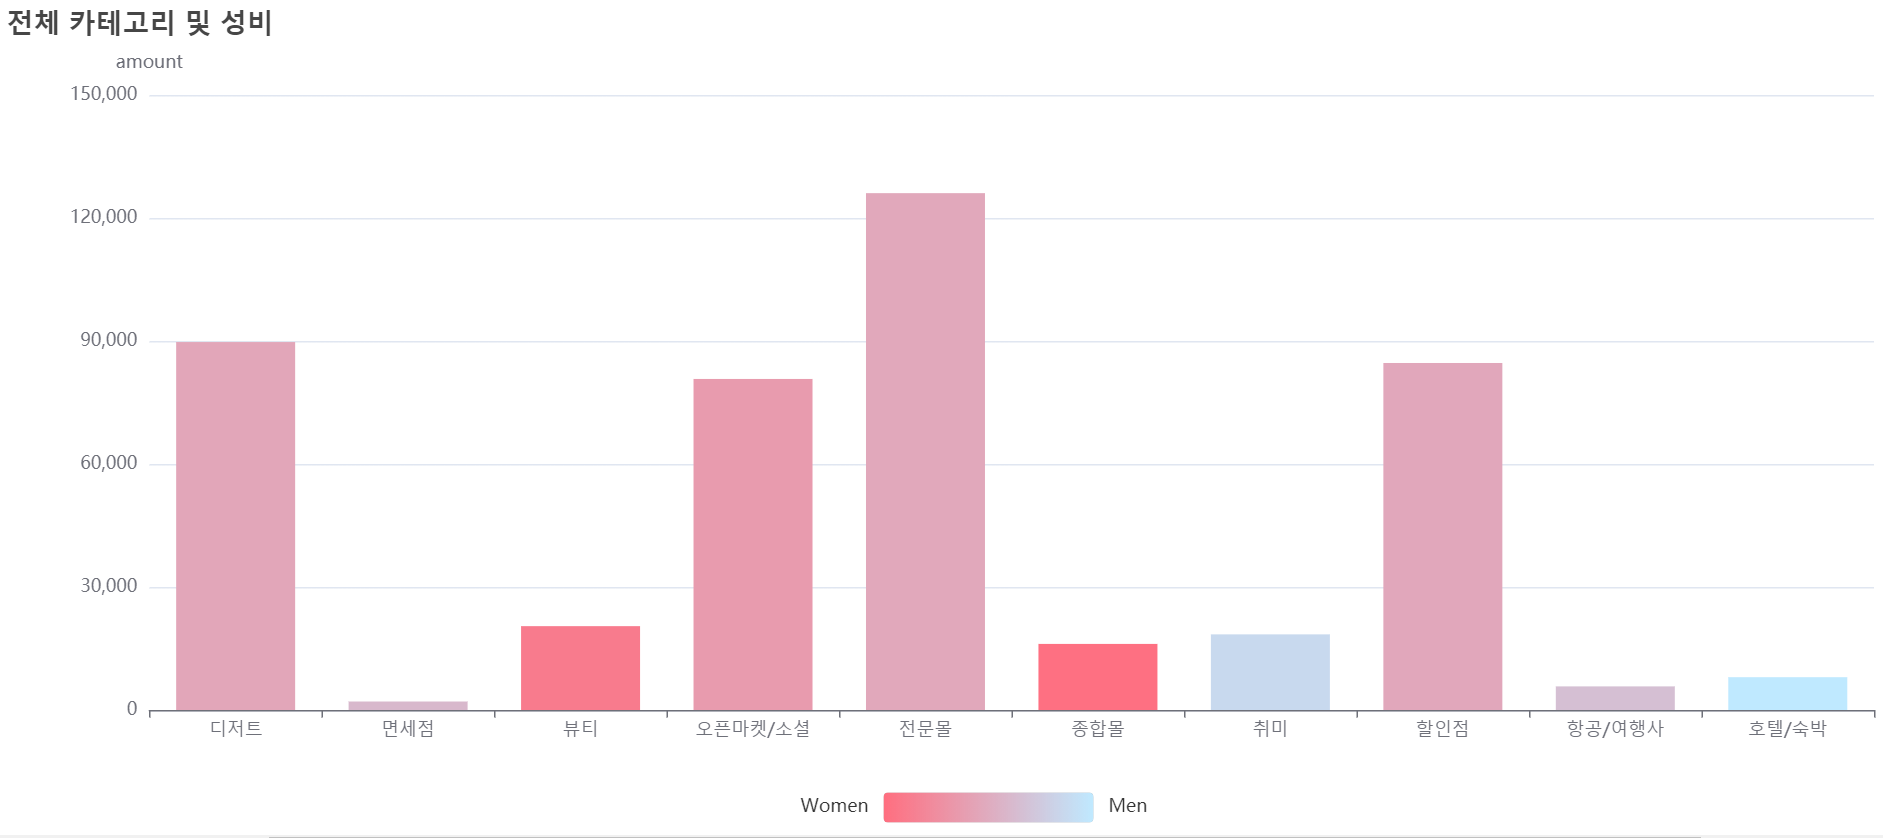 전체 카테고리 및 성비
amount
150,000
120,000
90,000
60,000
30,000
0
디저트 면세점 뷰티 오픈마켓/소셜 전문몰 종합몰 취미 할인점 항공/여행사 호텔/숙박
Women Men